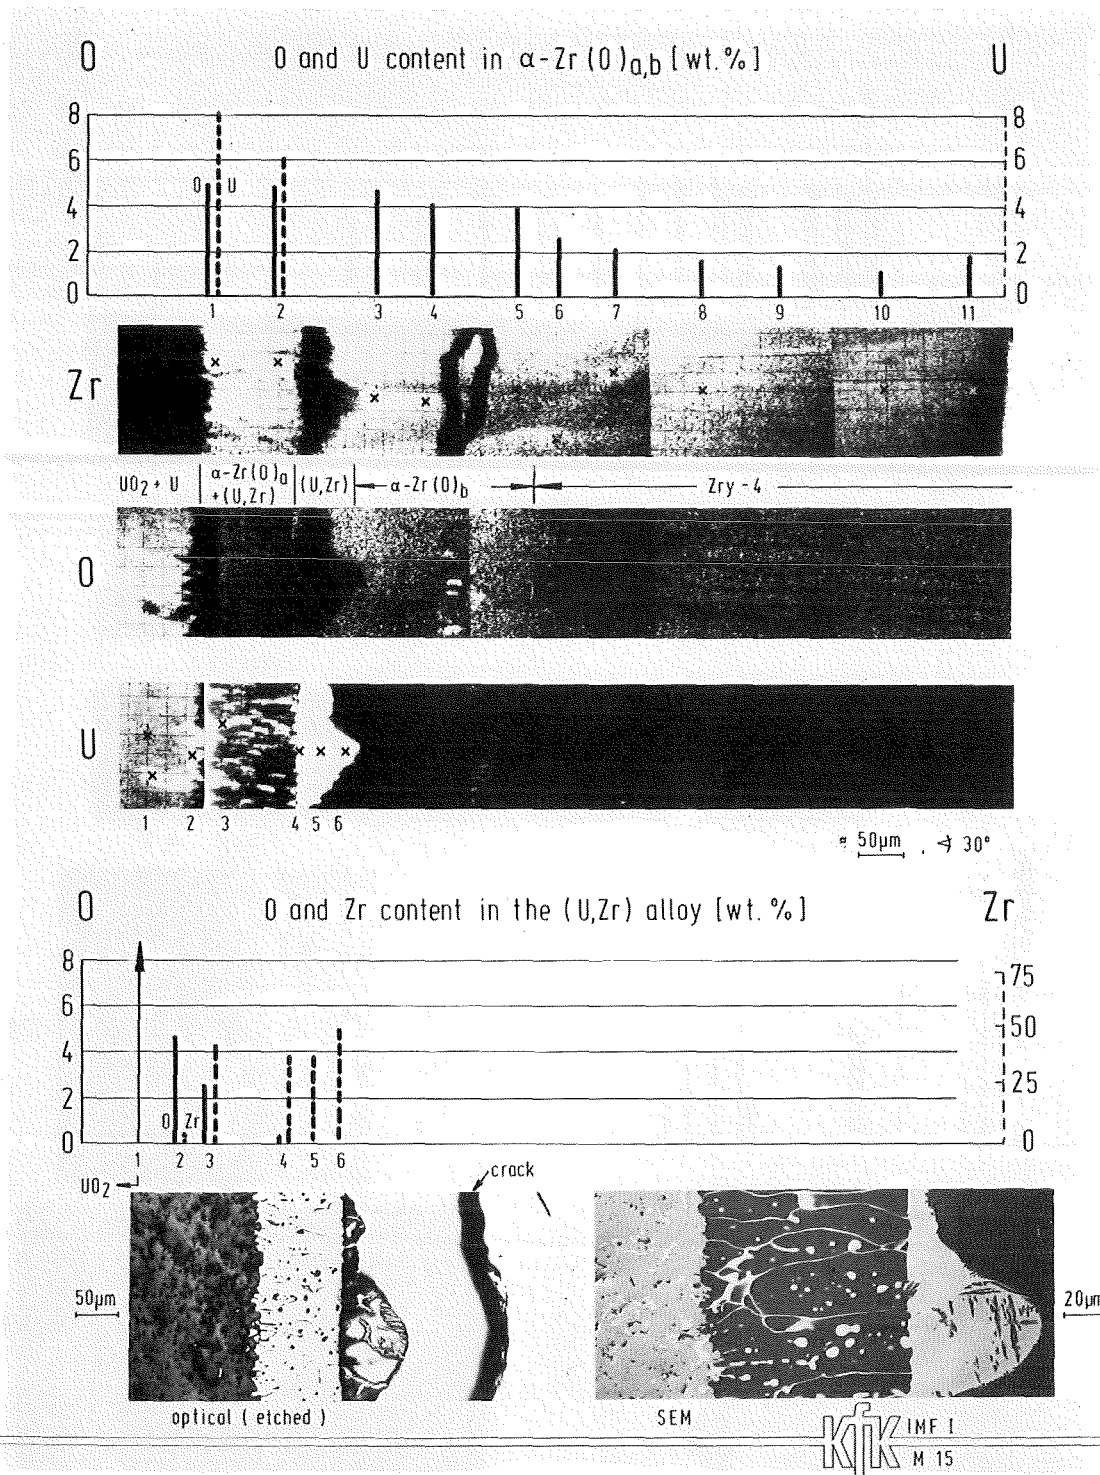 O O and U content in α-Zr(O)a,b [wt.%] U
8 8
6 6
O U
4 4
2 2
0 0
1 2 3 4 5 6 7 8 9 10 11
Zr
UO2 + U α-Zr(O)a +(U,Zr) (U,Zr) α-Zr(O)b Zry-4
O
U
1 2 3 4 5 6
≈ 50µm , ∢ 30°
O O and Zr content in the (U,Zr) alloy [wt.%] Zr
8 75
6 50
4 25
2
O Zr
0 0
1 2 3 4 5 6
UO2
crack
50µm
20µm
optical (etched) SEM
KfK IMF I
M 15